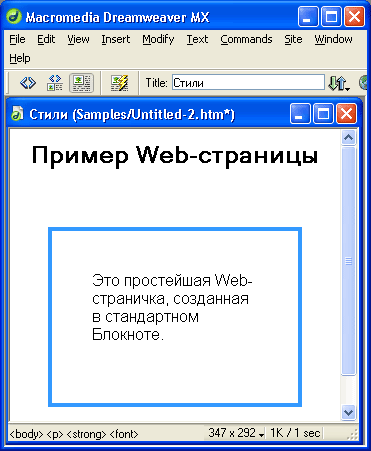 Macromedia Dreamweaver MX
File Edit View Insert Modify Text Commands Site Window
Help
Title: Стили
Стили (Samples/Untitled-2.htm*)
Пример Web-страницы
Это простейшая Web-
страничка, созданная
в стандартном
Блокноте.
<body> <p> <strong> <font> 347 x 292 1K / 1 sec